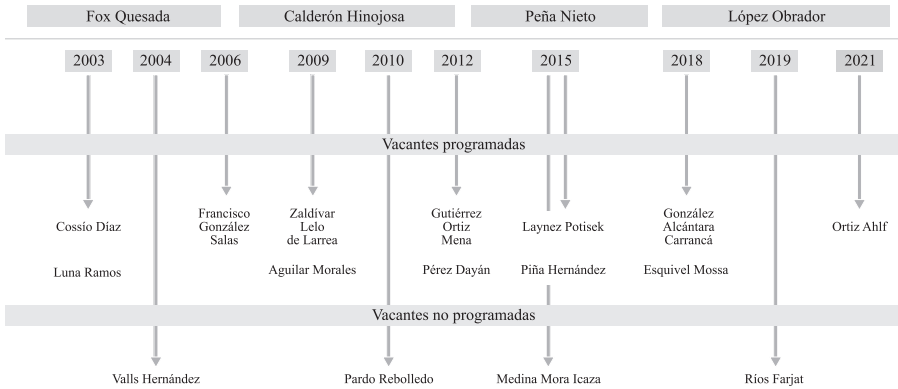 Fox Quesada
Calderón Hinojosa
Peña Nieto
López Obrador
2003
2004
2006
2009
2010
2012
2015
2018
2019
2021
Vacantes programadas
Cossío Díaz
Luna Ramos
Francisco
González
Salas
Zaldívar
Lelo
de Larrea
Aguilar Morales
Gutiérrez
Ortiz
Mena
Pérez Dayán
Laynez Potisek
Piña Hernández
González
Alcántara
Carrancá
Esquivel Mossa
Ortiz Ahlf
Vacantes no programadas
Valls Hernández
Pardo Rebolledo
Medina Mora Icaza
Ríos Farjat